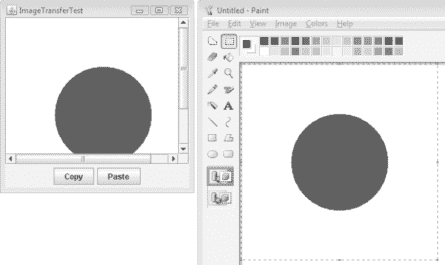 ImageTransferTest
Copy Paste
Untitled - Paint
File Edit View Image Colors Help
A